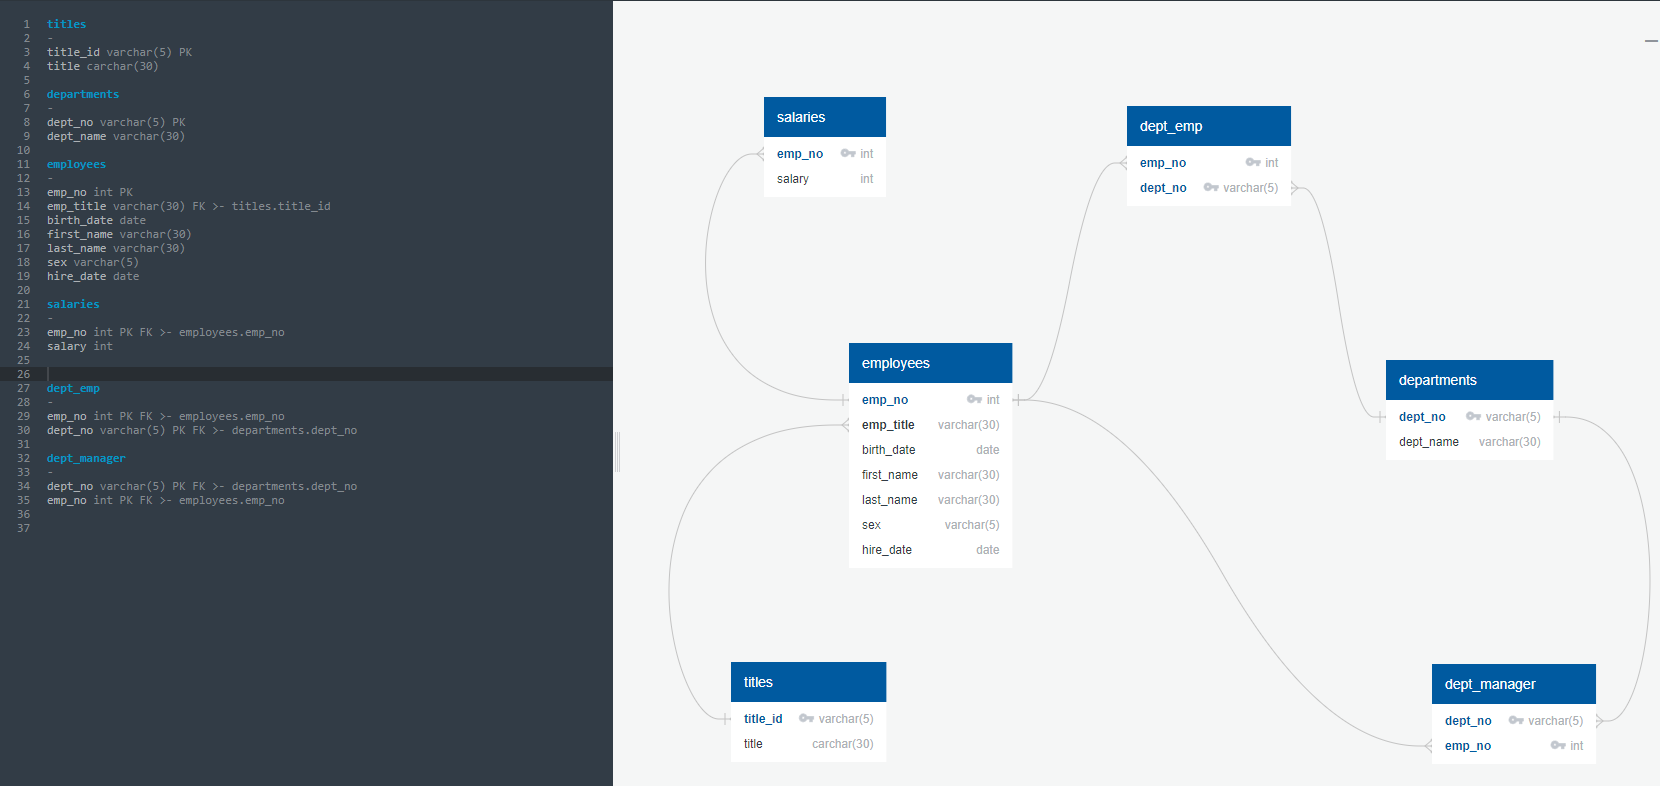 1 titles
2 -
3 title_id varchar(5) PK
4 title carchar(30)
5
6 departments
7 -
8 dept_no varchar(5) PK
9 dept_name varchar(30)
10
11 employees
12 -
13 emp_no int PK
14 emp_title varchar(30) FK >- titles.title_id
15 birth_date date
16 first_name varchar(30)
17 last_name varchar(30)
18 sex varchar(5)
19 hire_date date
20
21 salaries
22 -
23 emp_no int PK FK >- employees.emp_no
24 salary int
25
26
27 dept_emp
28 -
29 emp_no int PK FK >- employees.emp_no
30 dept_no varchar(5) PK FK >- departments.dept_no
31
32 dept_manager
33 -
34 dept_no varchar(5) PK FK >- departments.dept_no
35 emp_no int PK FK >- employees.emp_no
36
37
salaries
emp_no int
salary int
dept_emp
emp_no int
dept_no varchar(5)
employees
emp_no int
emp_title varchar(30)
birth_date date
first_name varchar(30)
last_name varchar(30)
sex varchar(5)
hire_date date
departments
dept_no varchar(5)
dept_name varchar(30)
titles
title_id varchar(5)
title carchar(30)
dept_manager
dept_no varchar(5)
emp_no int